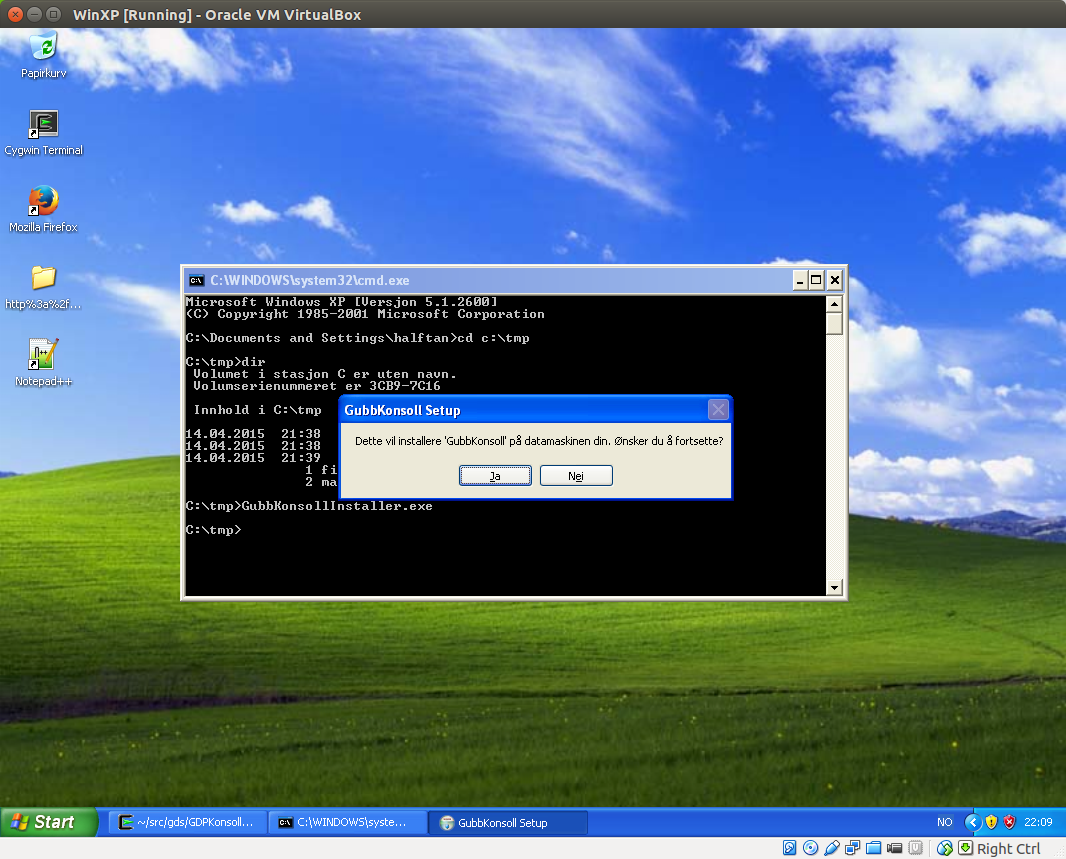 WinXP [Running] - Oracle VM VirtualBox
Papirkurv
Cygwin Terminal
Mozilla Firefox
http%3a%2f...
Notepad++
C:\WINDOWS\system32\cmd.exe
Microsoft Windows XP [Versjon 5.1.2600]
(C) Copyright 1985-2001 Microsoft Corporation
C:\Documents and Settings\halftan>cd c:\tmp
C:\tmp>dir
Volumet i stasjon C er uten navn.
Volumserienummeret er 3CB9-7C16
Innhold i C:\tmp
14.04.2015 21:38
14.04.2015 21:38
14.04.2015 21:39
1 fi
2 ma
C:\tmp>GubbKonsollInstaller.exe
C:\tmp>
GubbKonsoll Setup
Dette vil installere 'GubbKonsoll' på datamaskinen din. Ønsker du å fortsette?
Ja
Nei
Start
~/src/gds/GDPKonsoll...
C:\WINDOWS\syste...
GubbKonsoll Setup
NO
22:09
Right Ctrl